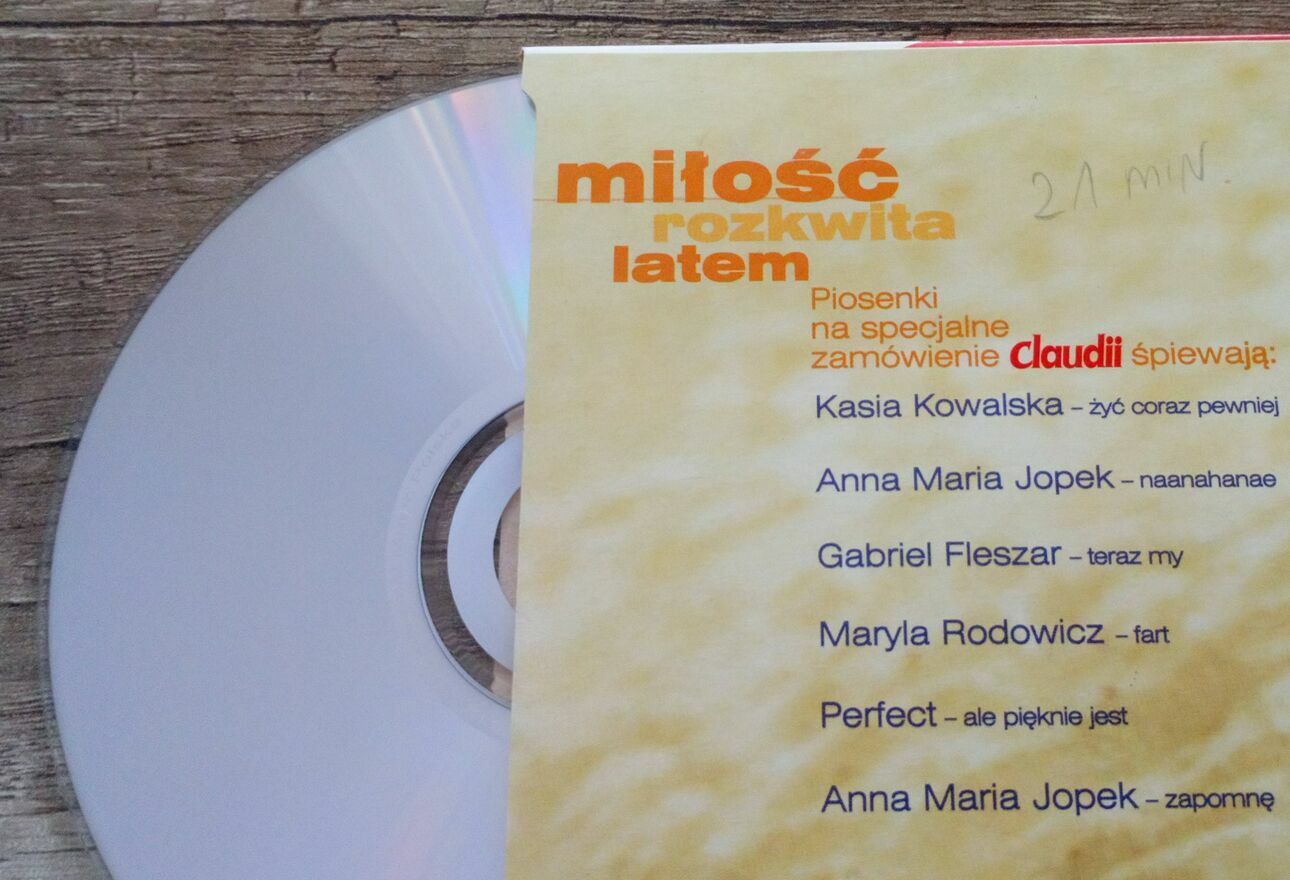 miłość
rozkwita
latem
21 MIN.
Piosenki
na specjalne
zamówienie claudii śpiewają:
Kasia Kowalska – żyć coraz pewniej
Anna Maria Jopek – naanahanae
Gabriel Fleszar – teraz my
Maryla Rodowicz – fart
Perfect – ale pięknie jest
Anna Maria Jopek – zapomnę